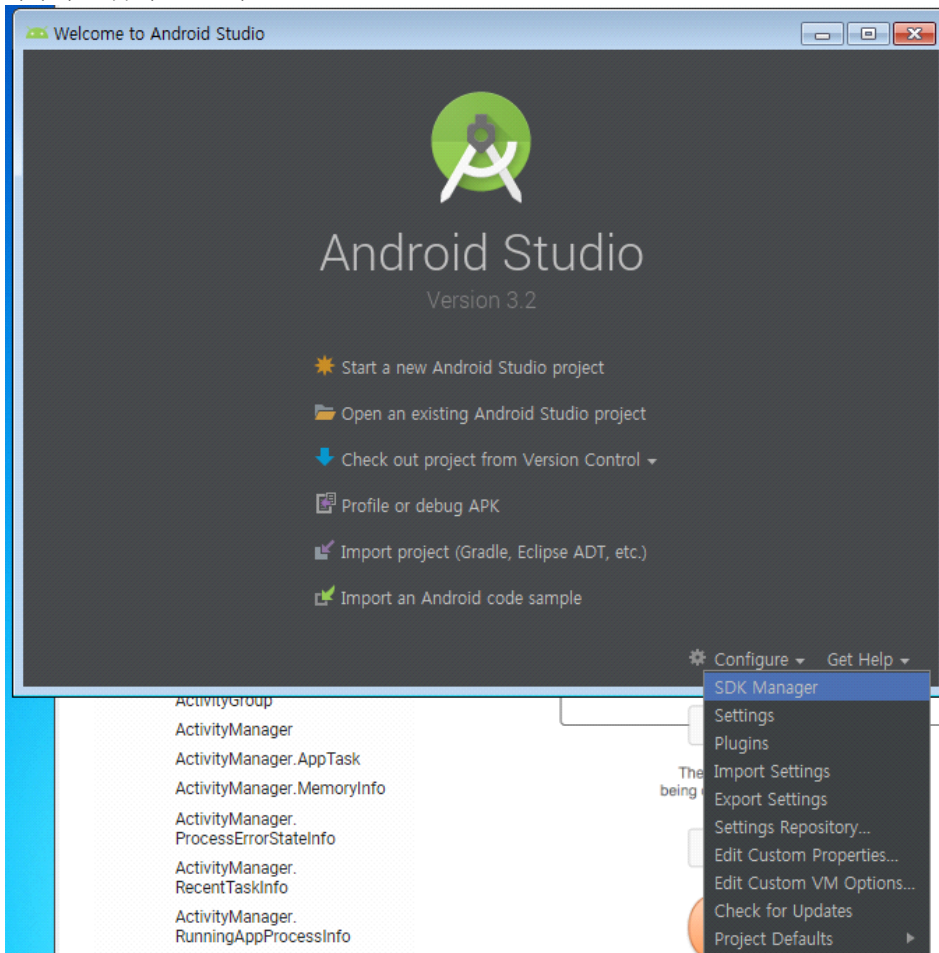 Welcome to Android Studio
Android Studio
Version 3.2
Start a new Android Studio project
Open an existing Android Studio project
Check out project from Version Control
Profile or debug APK
Import project (Gradle, Eclipse ADT, etc.)
Import an Android code sample
Configure Get Help
SDK Manager
Settings
Plugins
Import Settings
Export Settings
Settings Repository...
Edit Custom Properties...
Edit Custom VM Options...
Check for Updates
Project Defaults
ActivityGroup
ActivityManager
ActivityManager.AppTask
ActivityManager.MemoryInfo
ActivityManager.
ProcessErrorStateInfo
ActivityManager.
RecentTaskInfo
ActivityManager.
RunningAppProcessInfo
The
being